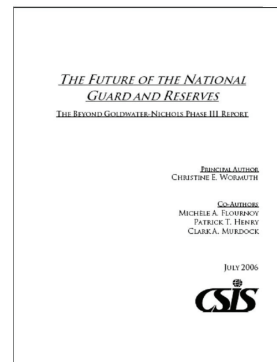 THE FUTURE OF THE NATIONAL
GUARD AND RESERVES
THE BEYOND GOLDWATER-NICHOLS PHASE III REPORT
PRINCIPAL AUTHOR
CHRISTINE E. WORMUTH
CO-AUTHORS
MICHÈLE A. FLOURNOY
PATRICK T. HENRY
CLARK A. MURDOCK
JULY 2006
CSIS